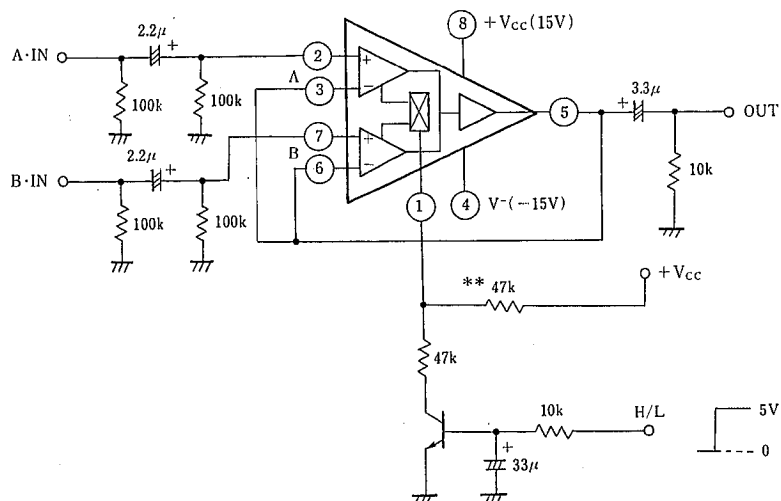 2.2μ
+
A·IN
100k
100k
2
+
A
3
−
8
+Vcc(15V)
5
3.3μ
+
OUT
10k
2.2μ
+
B·IN
100k
100k
7
+
B
6
−
1
4
V-(−15V)
** 47k
+Vcc
47k
10k
H/L
+
33μ
5V
0